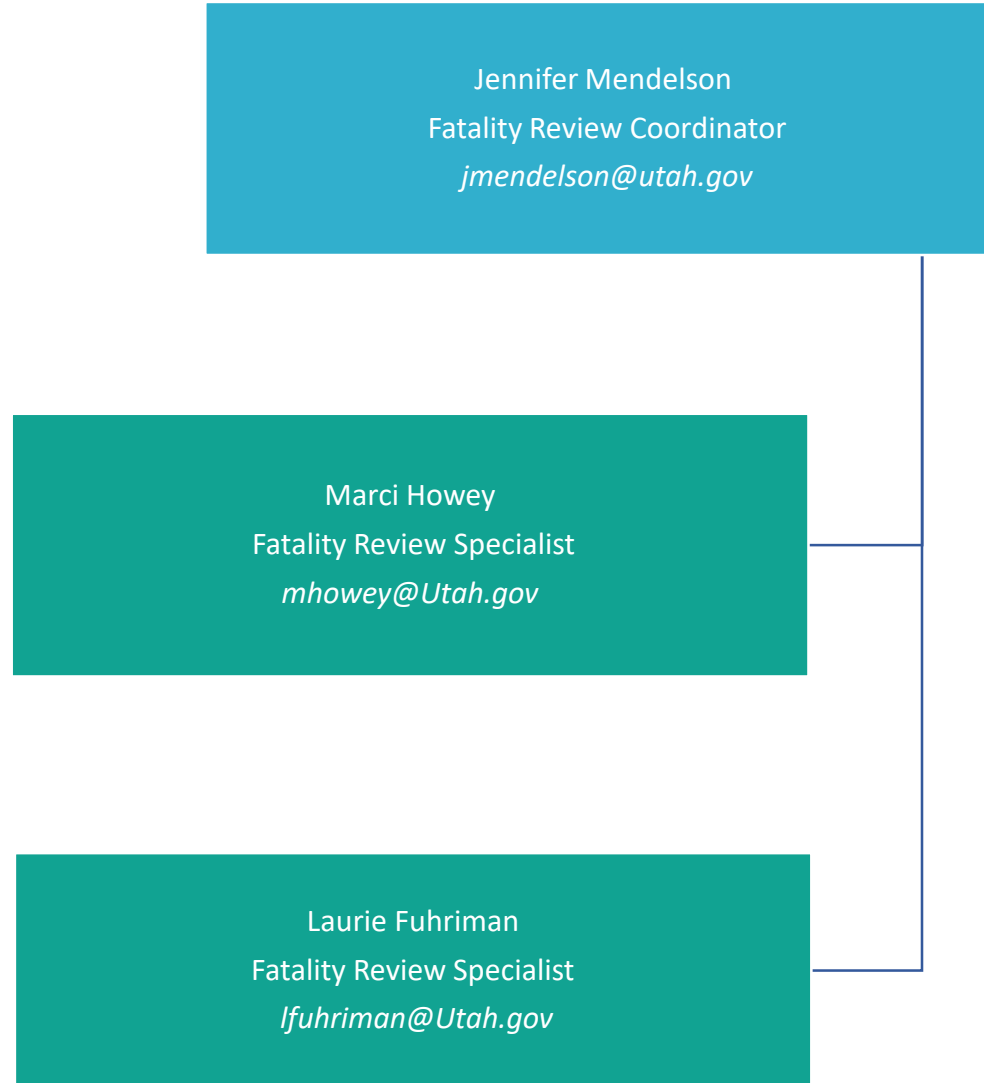 Jennifer Mendelson
Fatality Review Coordinator
jmendelson@utah.gov
Marci Howey
Fatality Review Specialist
mhowey@Utah.gov
Laurie Fuhriman
Fatality Review Specialist
lfuhriman@Utah.gov